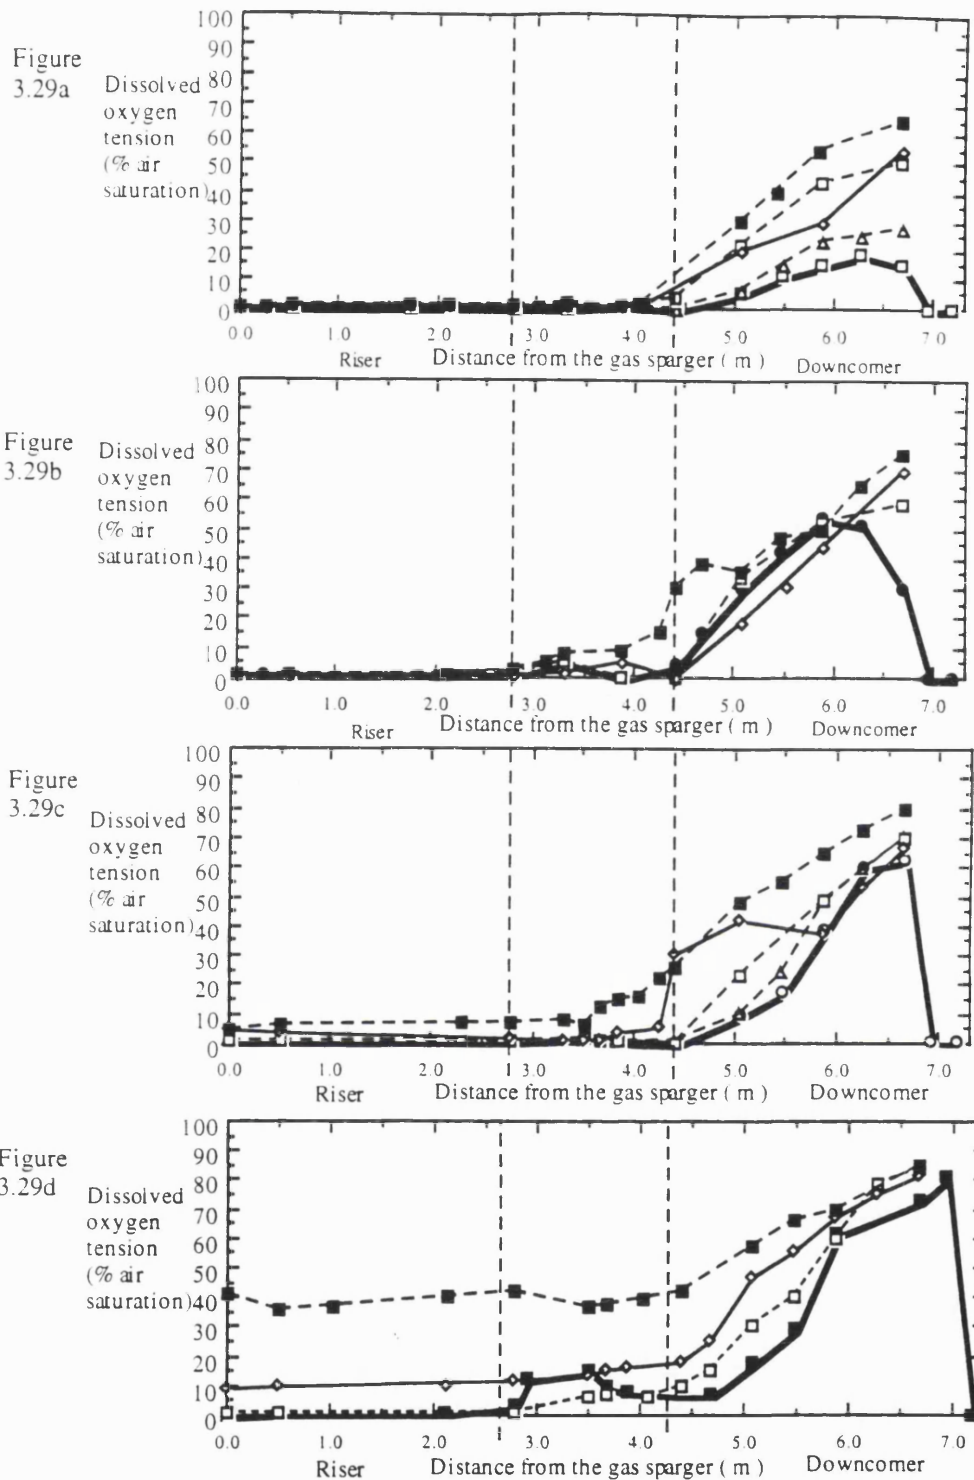 Figure
3.29a
Dissolved
oxygen
tension
(% air
saturation)
100
90
80
70
60
50
40
30
20
10
0
0.0 1.0 2.0 3.0 4.0 5.0 6.0 7.0
Riser Distance from the gas sparger ( m ) Downcomer
Figure
3.29b
Dissolved
oxygen
tension
(% air
saturation)
100
90
80
70
60
50
40
30
20
10
0
0.0 1.0 2.0 3.0 4.0 5.0 6.0 7.0
Riser Distance from the gas sparger ( m ) Downcomer
Figure
3.29c
Dissolved
oxygen
tension
(% air
saturation)
100
90
80
70
60
50
40
30
20
10
0
0.0 1.0 2.0 3.0 4.0 5.0 6.0 7.0
Riser Distance from the gas sparger ( m ) Downcomer
Figure
3.29d
Dissolved
oxygen
tension
(% air
saturation)
100
90
80
70
60
50
40
30
20
10
0
0.0 1.0 2.0 3.0 4.0 5.0 6.0 7.0
Riser Distance from the gas sparger ( m ) Downcomer